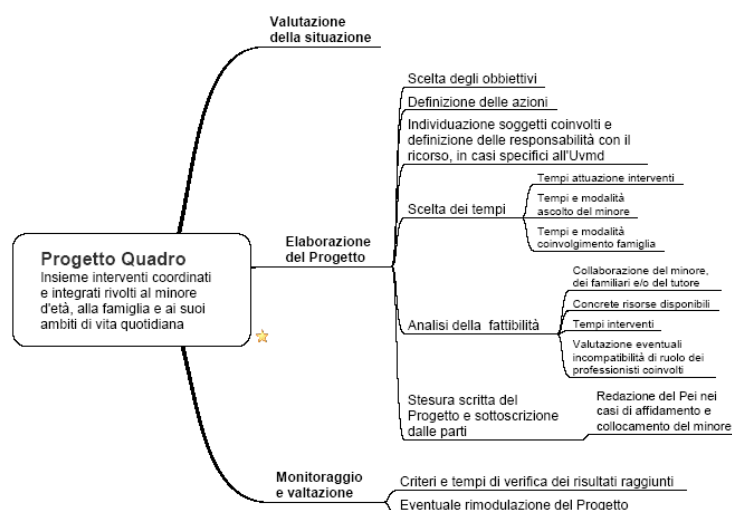 Valutazione
della situazione
Scelta degli obbiettivi
Definizione delle azioni
Individuazione soggetti coinvolti e
definizione delle responsabilità con il
ricorso, in casi specifici all'Uvmd
Tempi attuazione interventi
Tempi e modalità
ascolto del minore
Scelta dei tempi
Tempi e modalità
coinvolgimento famiglia
Progetto Quadro
Insieme interventi coordinati
e integrati rivolti al minore
d'età, alla famiglia e ai suoi
ambiti di vita quotidiana
Elaborazione
del Progetto
Collaborazione del minore,
dei familiari e/o del tutore
Concrete risorse disponibili
Analisi della fattibilità
Tempi interventi
Valutazione eventuali
incompatibilità di ruolo dei
professionisti coinvolti
Stesura scritta del
Progetto e sottoscrizione
dalle parti
Redazione del Pei nei
casi di affidamento e
collocamento del minore
Monitoraggio
e valtazione
Criteri e tempi di verifica dei risultati raggiunti
Eventuale rimodulazione del Progetto